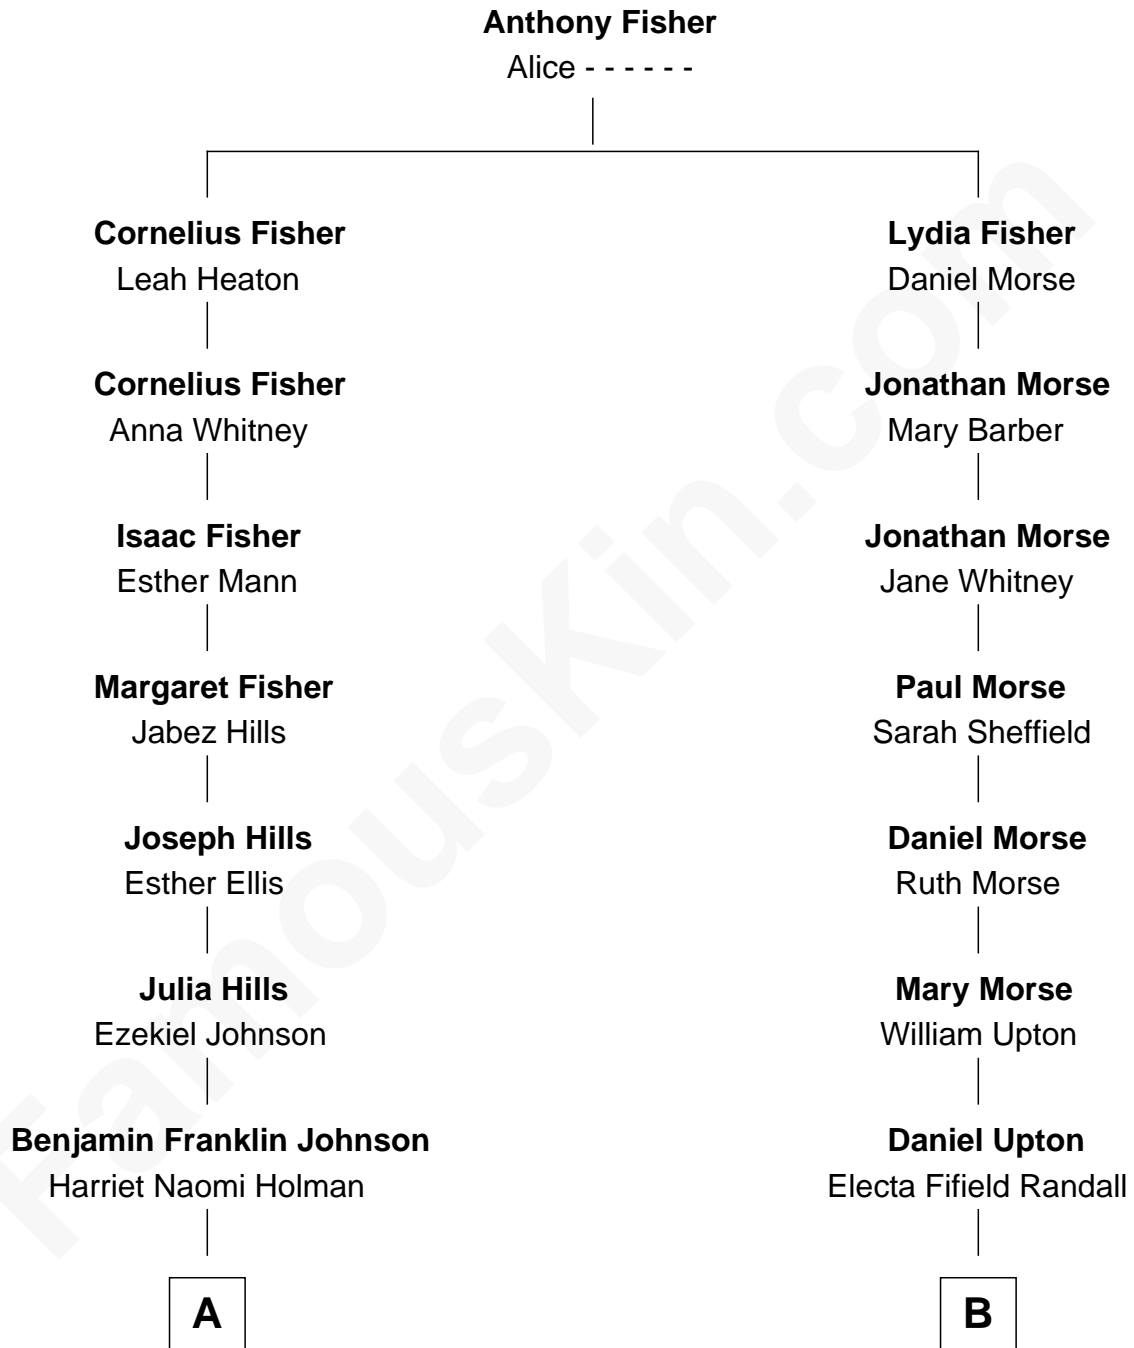 Anthony Fisher
Alice - - - - - -
Cornelius Fisher
Leah Heaton
Lydia Fisher
Daniel Morse
Cornelius Fisher
Anna Whitney
Jonathan Morse
Mary Barber
Isaac Fisher
Esther Mann
Jonathan Morse
Jane Whitney
Margaret Fisher
Jabez Hills
Paul Morse
Sarah Sheffield
Joseph Hills
Esther Ellis
Daniel Morse
Ruth Morse
Julia Hills
Ezekiel Johnson
Mary Morse
William Upton
Benjamin Franklin Johnson
Harriet Naomi Holman
Daniel Upton
Electa Fifield Randall
A
B
FamousKin.com